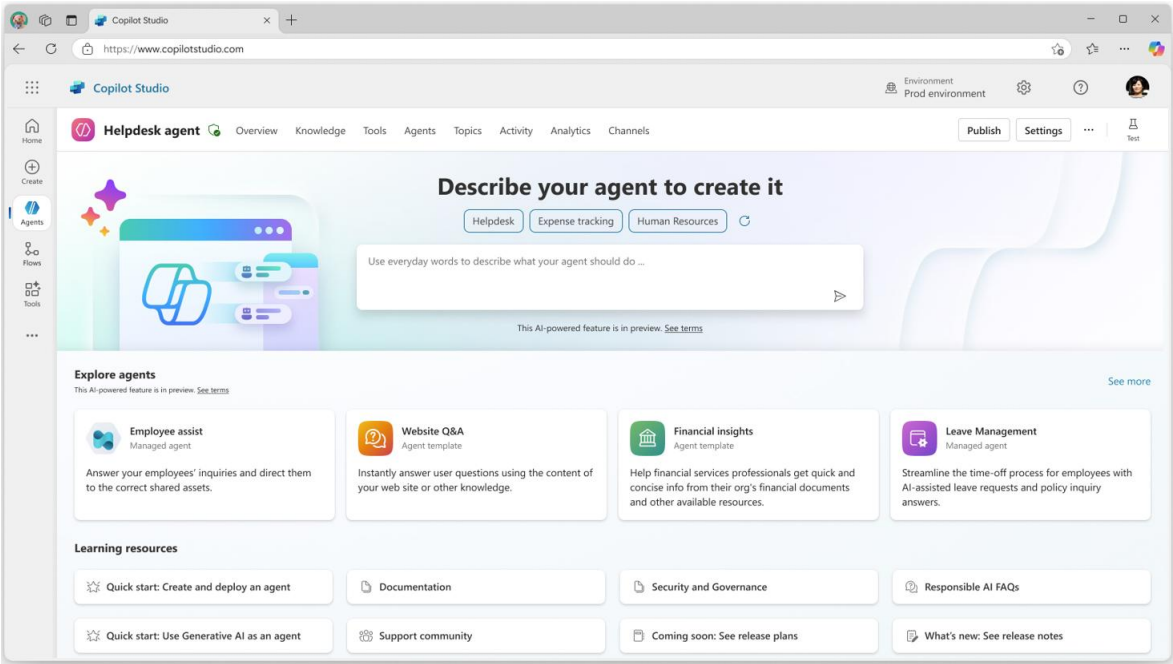 Copilot Studio
https://www.copilotstudio.com
Copilot Studio
Environment
Prod environment
Home
Create
Agents
Flows
Tools
Helpdesk agent
Overview
Knowledge
Tools
Agents
Topics
Activity
Analytics
Channels
Publish
Settings
Test
Describe your agent to create it
Helpdesk
Expense tracking
Human Resources
Use everyday words to describe what your agent should do ...
This AI-powered feature is in preview. See terms
Explore agents
This AI-powered feature is in preview. See terms
See more
Employee assist
Managed agent
Answer your employees' inquiries and direct them
to the correct shared assets.
Website Q&A
Agent template
Instantly answer user questions using the content of
your web site or other knowledge.
Financial insights
Agent template
Help financial services professionals get quick and
concise info from their org's financial documents
and other available resources.
Leave Management
Managed agent
Streamline the time-off process for employees with
AI-assisted leave requests and policy inquiry
answers.
Learning resources
Quick start: Create and deploy an agent
Documentation
Security and Governance
Responsible AI FAQs
Quick start: Use Generative AI as an agent
Support community
Coming soon: See release plans
What's new: See release notes